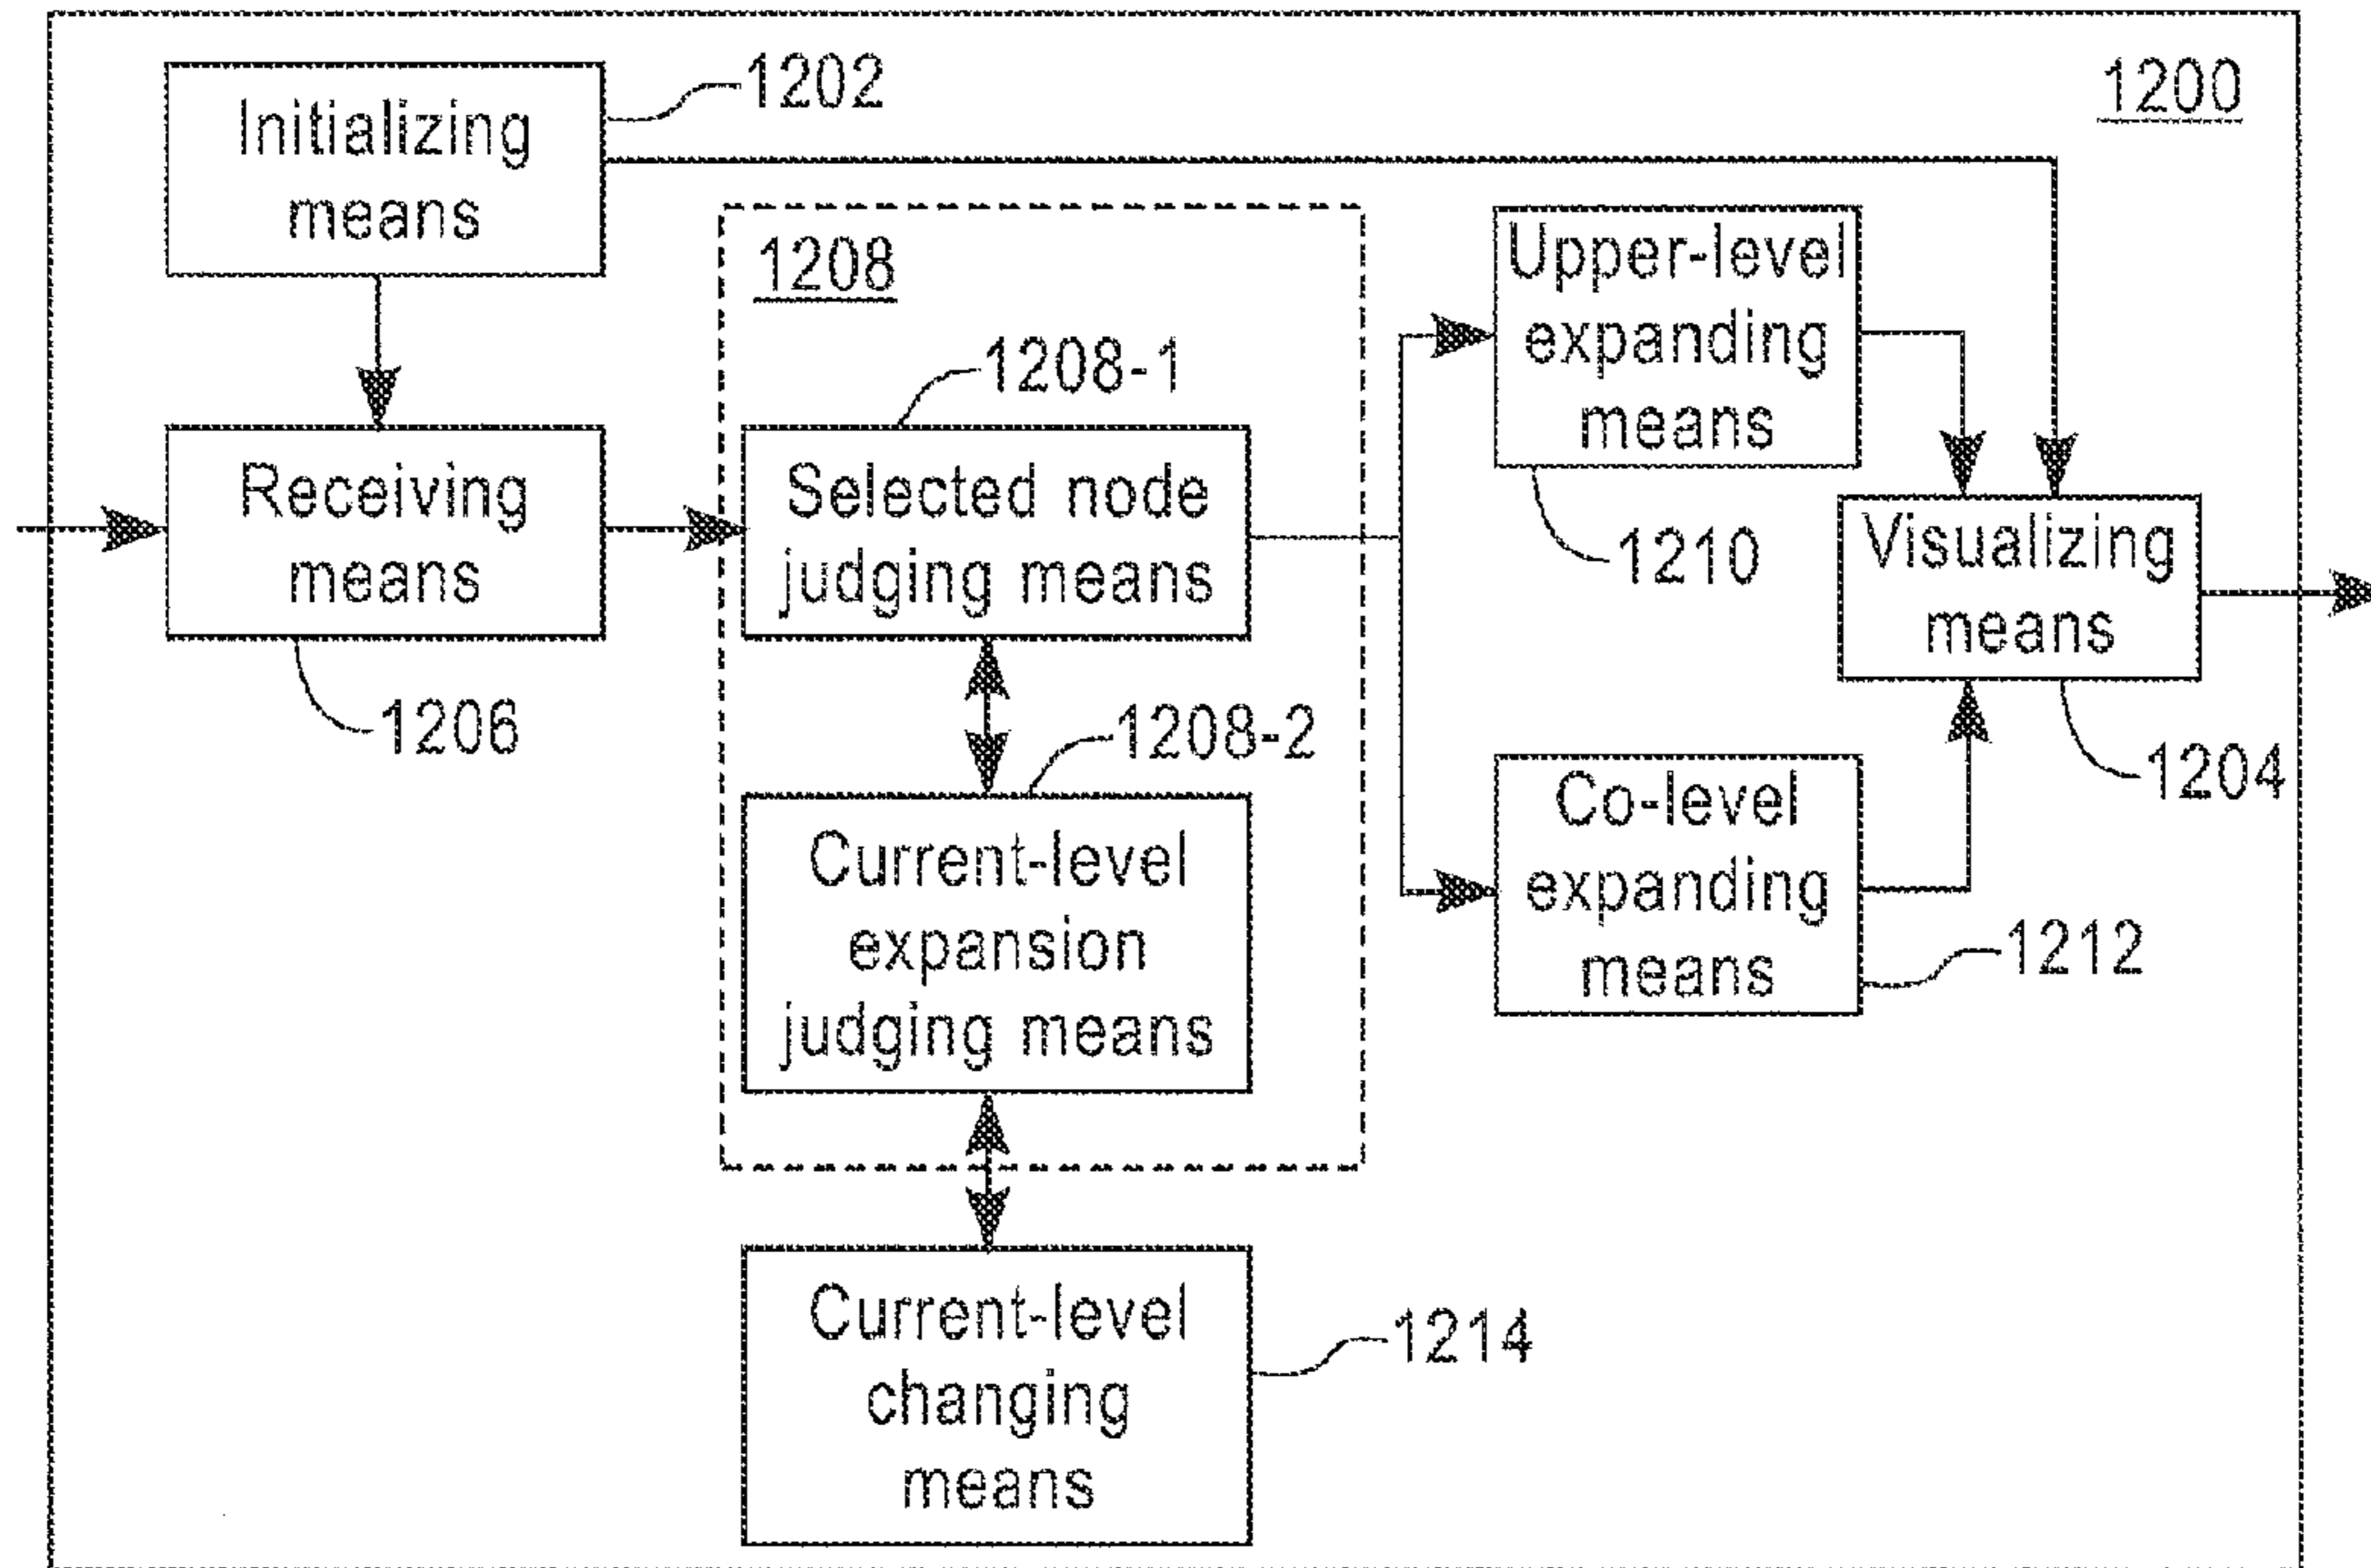 1200
Initializing
means
1202
1208
Upper-level
expanding
means
1210
1208-1
Receiving
means
1206
Selected node
judging means
Visualizing
means
1204
1208-2
Current-level
expansion
judging means
Co-level
expanding
means
1212
Current-level
changing
means
1214